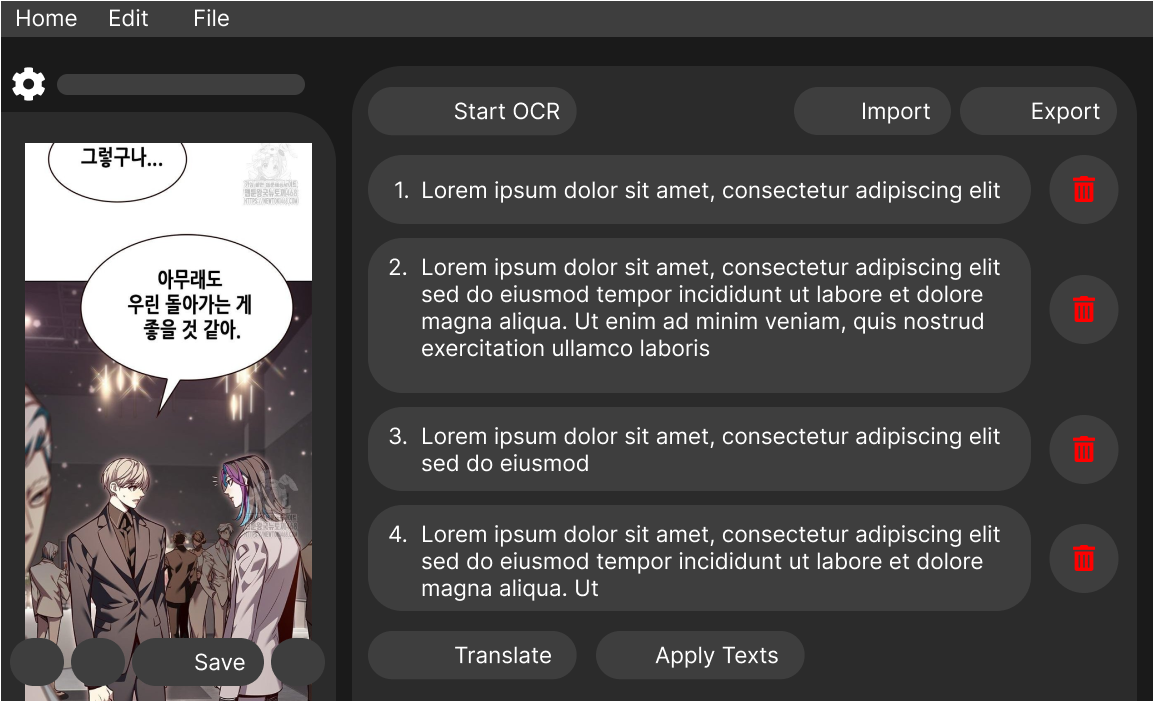 Home Edit File
그렇구나...
아무래도
우린 돌아가는 게
좋을 것 같아.
Save
Start OCR
Import
Export
1. Lorem ipsum dolor sit amet, consectetur adipiscing elit
2. Lorem ipsum dolor sit amet, consectetur adipiscing elit
sed do eiusmod tempor incididunt ut labore et dolore
magna aliqua. Ut enim ad minim veniam, quis nostrud
exercitation ullamco laboris
3. Lorem ipsum dolor sit amet, consectetur adipiscing elit
sed do eiusmod
4. Lorem ipsum dolor sit amet, consectetur adipiscing elit
sed do eiusmod tempor incididunt ut labore et dolore
magna aliqua. Ut
Translate
Apply Texts